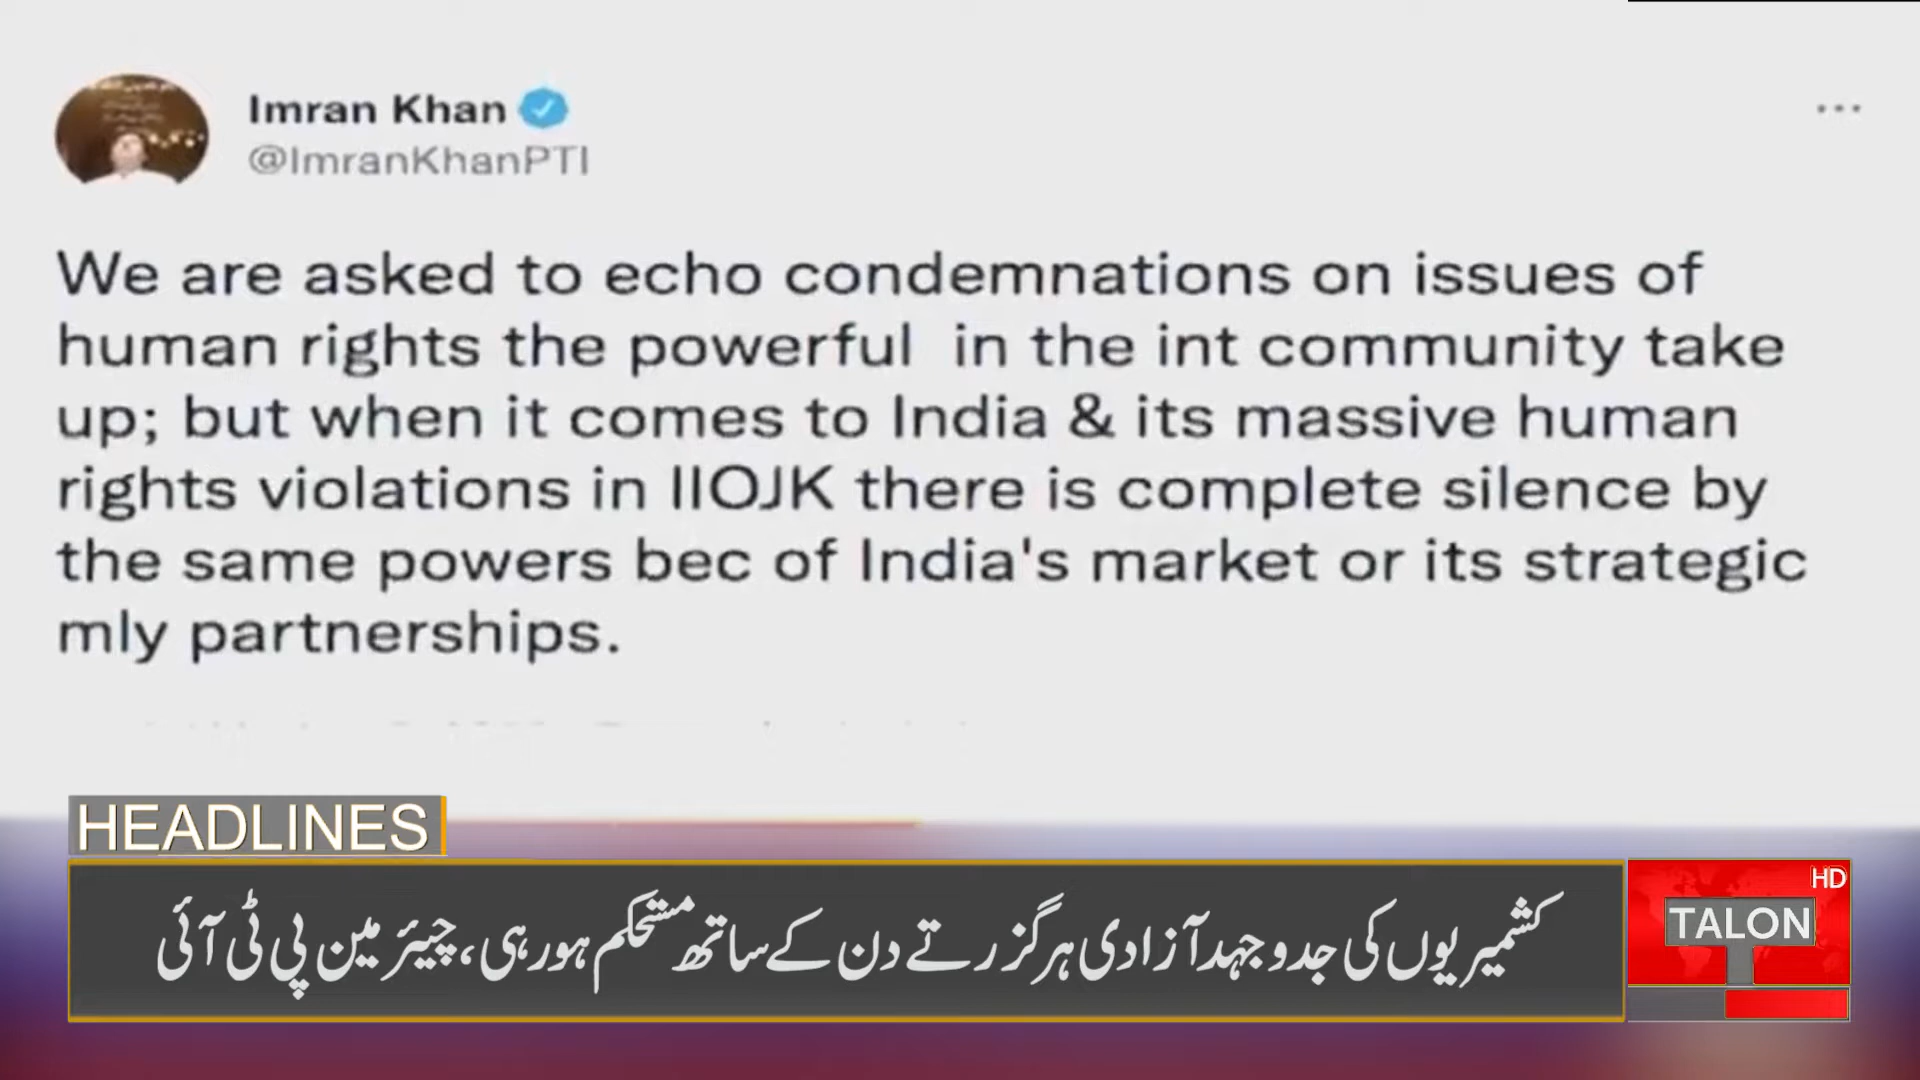 Imran Khan
@ImranKhanPTI
We are asked to echo condemnations on issues of
human rights the powerful in the int community take
up; but when it comes to India & its massive human
rights violations in IIOJK there is complete silence by
the same powers bec of India's market or its strategic
mly partnerships.
HEADLINES
کشمیریوں کی جدوجہد آزادی ہر گزرتے دن کے ساتھ مستحکم ہو رہی، چیئرمین پی ٹی آئی
HD
TALON